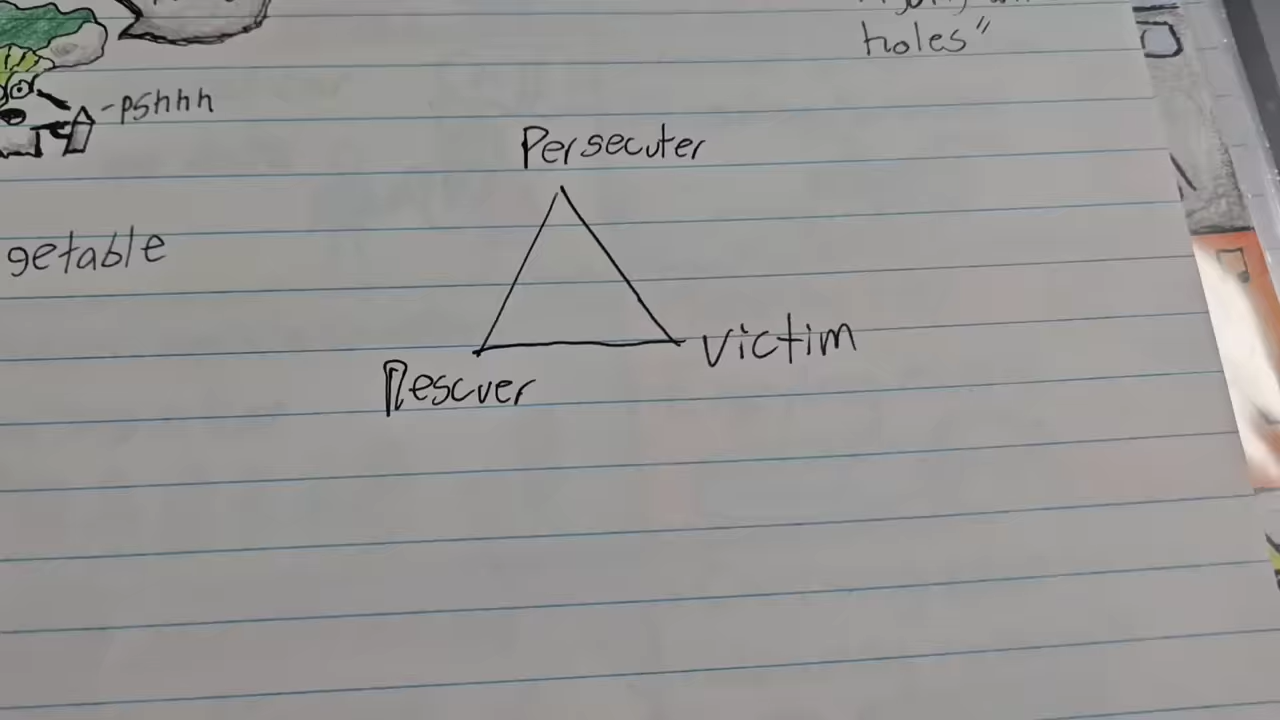 holes"
-pshhh
Persecuter
getable
Victim
Rescuer